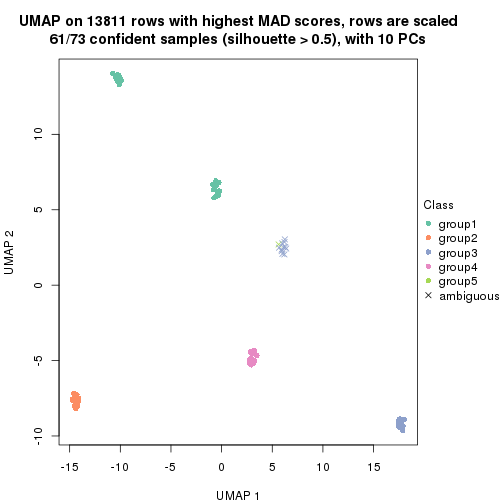 UMAP on 13811 rows with highest MAD scores, rows are scaled
61/73 confident samples (silhouette > 0.5), with 10 PCs
10
5
0
-5
-10
UMAP 2
-15
-10
-5
0
5
10
15
UMAP 1
Class
group1
group2
group3
group4
group5
ambiguous